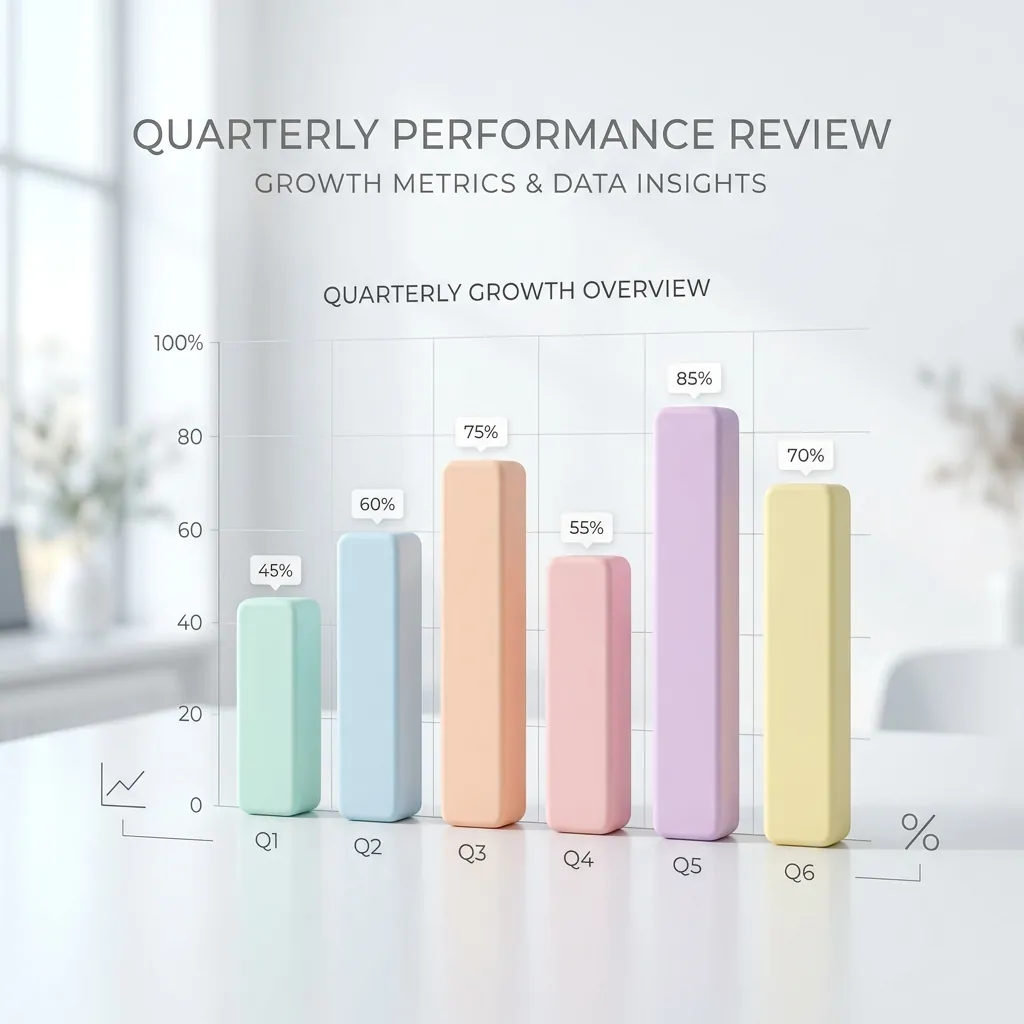 QUARTERLY PERFORMANCE REVIEW
GROWTH METRICS & DATA INSIGHTS
QUARTERLY GROWTH OVERVIEW
100%
80
60
40
20
0
45%
60%
75%
55%
85%
70%
Q1
Q2
Q3
Q4
Q5
Q6
%